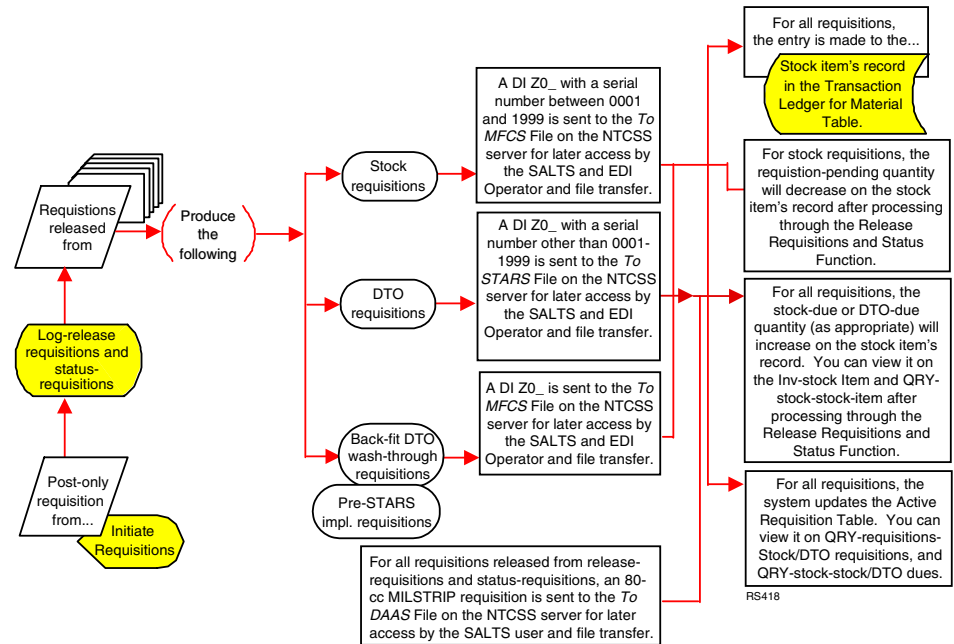 Post-only
requisition
from...
Initiate
Requisitions
Log-release
requisitions and
status-
requisitions
Requistions
released
from
Produce
the
following
Stock
requisitions
DTO
requisitions
Back-fit DTO
wash-through
requisitions
Pre-STARS
impl. requisitions
A DI Z0_ with a serial
number between 0001
and 1999 is sent to the To
MFCS File on the NTCSS
server for later access by
the SALTS and EDI
Operator and file transfer.
A DI Z0_ with a serial
number other than 0001-
1999 is sent to the To
STARS File on the NTCSS
server for later access by
the SALTS and EDI
Operator and file transfer.
A DI Z0_ is sent to the To
MFCS File on the NTCSS
server for later access by
the SALTS and EDI
Operator and file transfer.
For all requisitions released from release-
requisitions and status-requisitions, an 80-
cc MILSTRIP requisition is sent to the To
DAAS File on the NTCSS server for later
access by the SALTS user and file transfer.
For all requisitions,
the entry is made to the...
Stock item's record
in the Transaction
Ledger for Material
Table.
For stock requisitions, the
requistion-pending quantity
will decrease on the stock
item's record after processing
through the Release
Requisitions and Status
Function.
For all requisitions, the
stock-due or DTO-due
quantity (as appropriate) will
increase on the stock item's
record. You can view it on
the Inv-stock Item and QRY-
stock-stock-item after
processing through the
Release Requisitions and
Status Function.
For all requisitions, the
system updates the Active
Requisition Table. You can
view it on QRY-requisitions-
Stock/DTO requisitions, and
QRY-stock-stock/DTO dues.
RS418